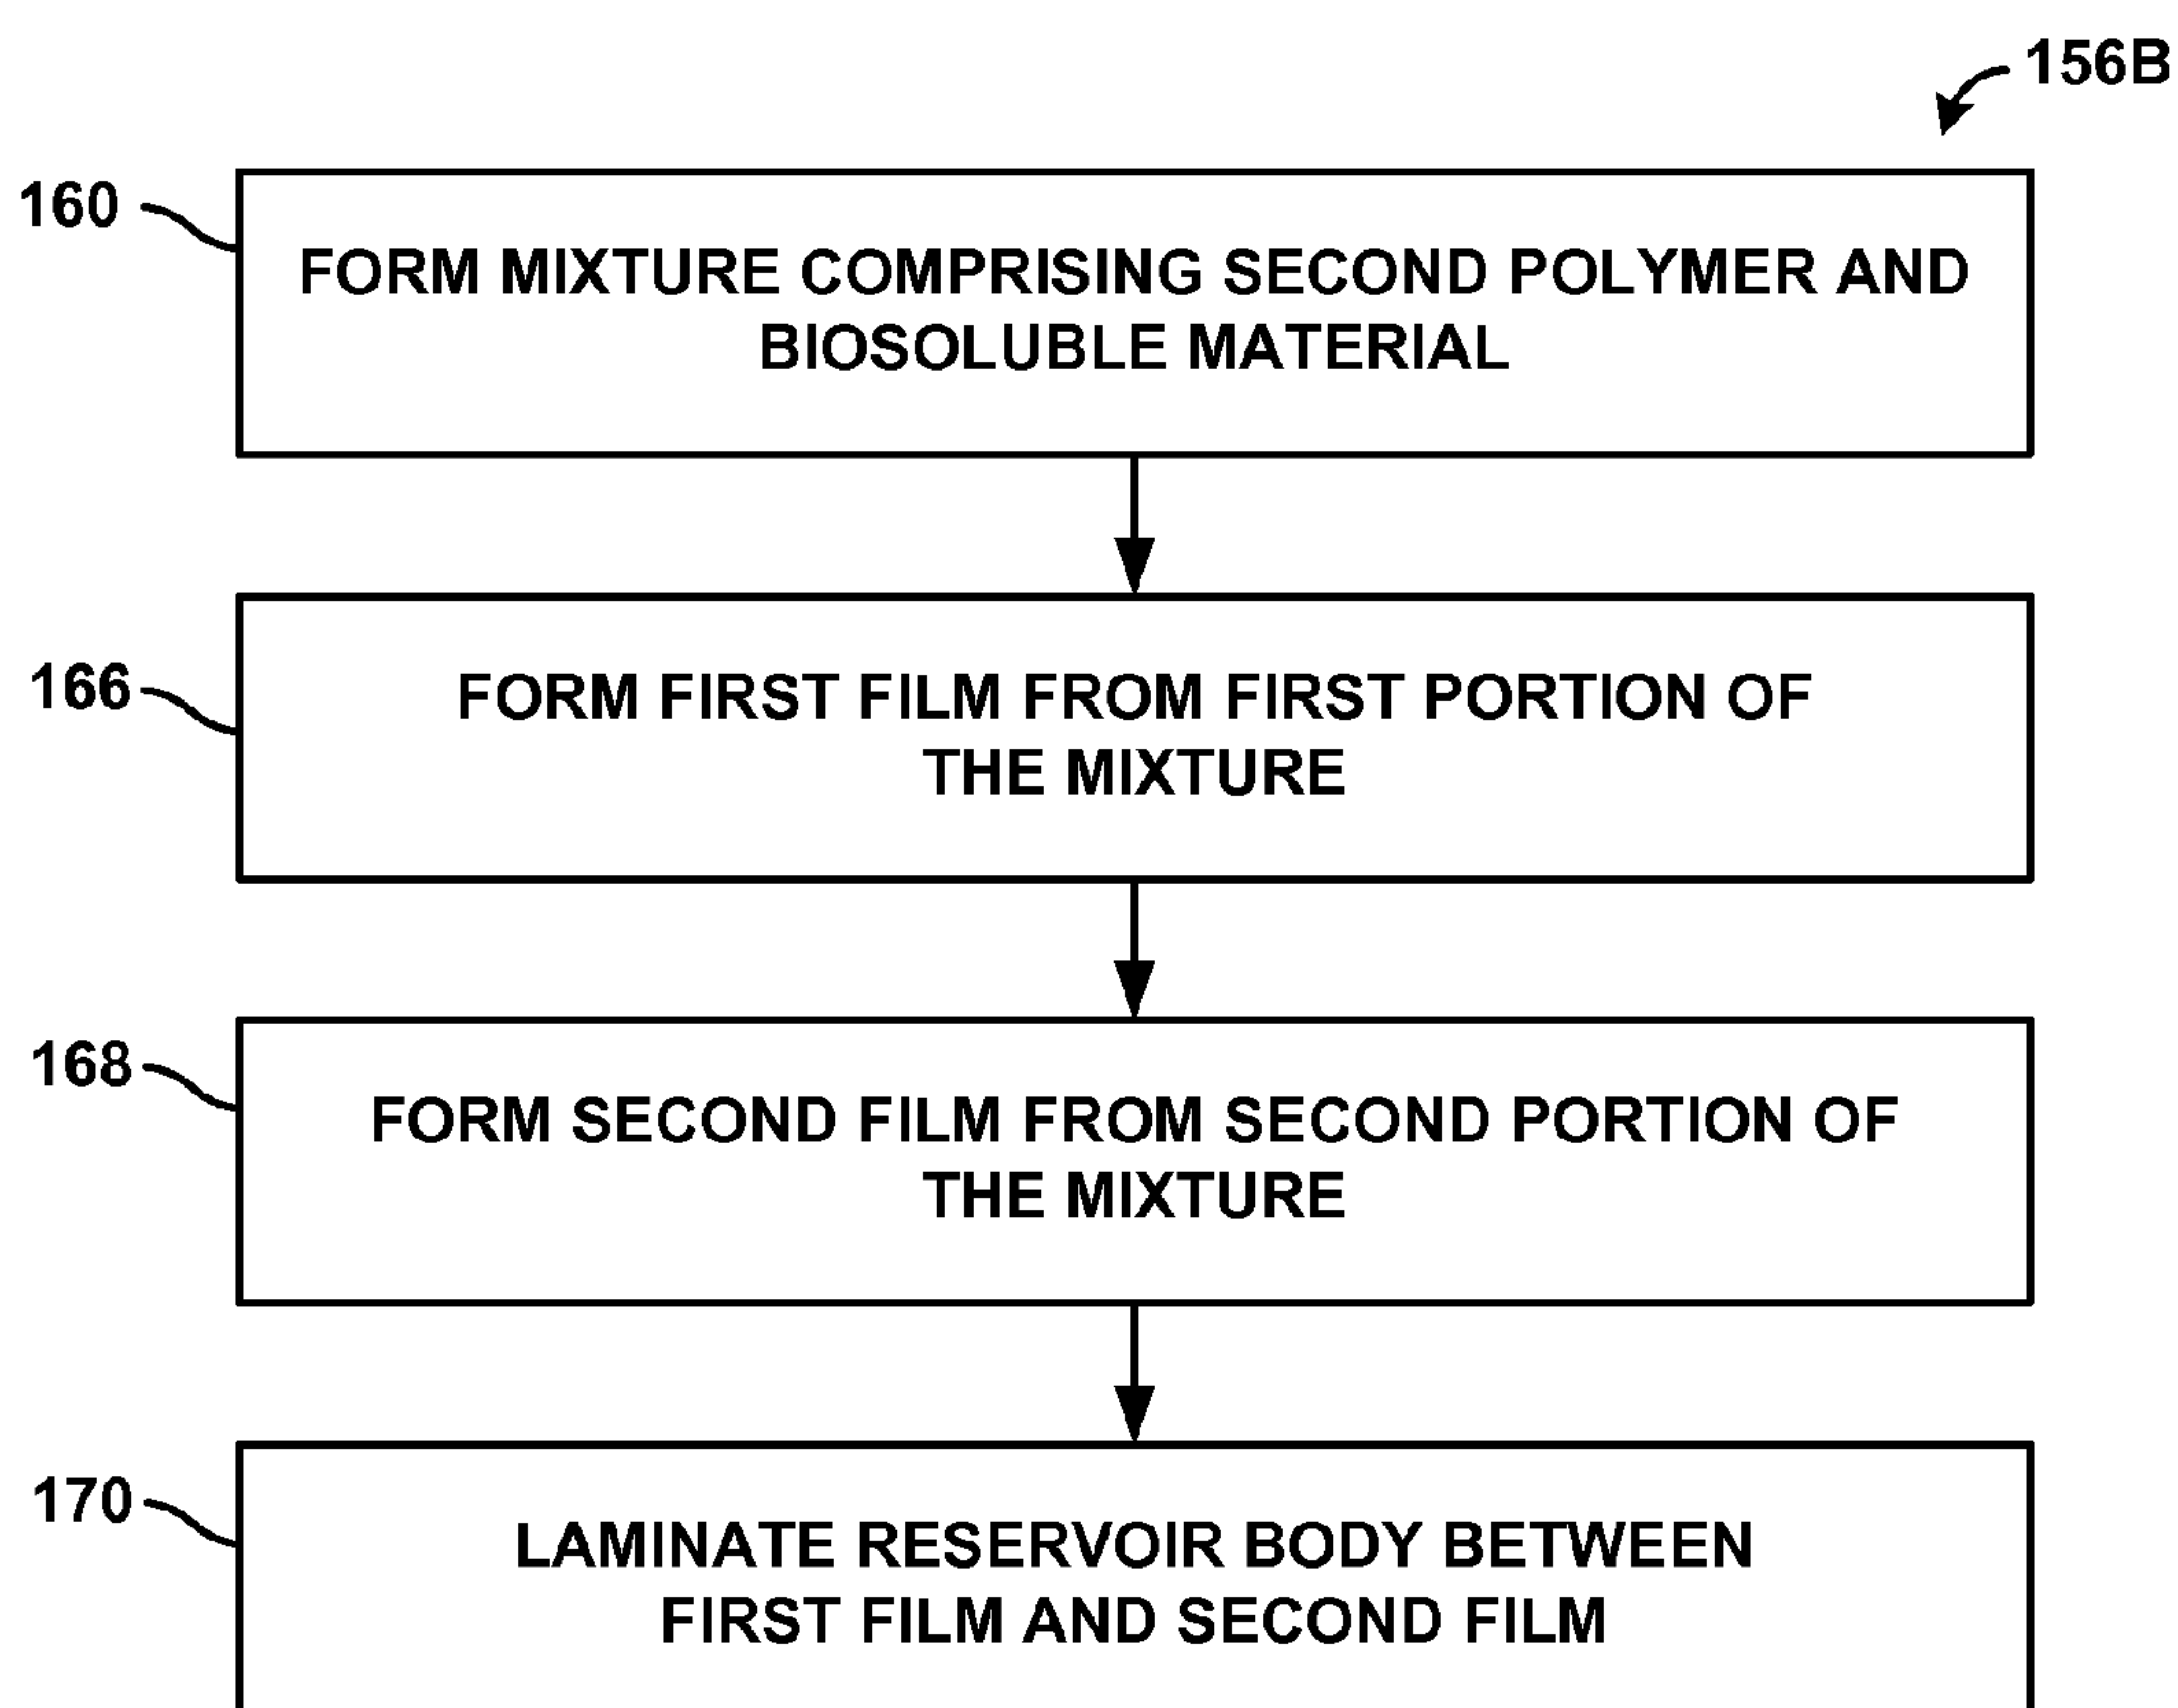 156B
160
FORM MIXTURE COMPRISING SECOND POLYMER AND
BIOSOLUBLE MATERIAL
166
FORM FIRST FILM FROM FIRST PORTION OF
THE MIXTURE
168
FORM SECOND FILM FROM SECOND PORTION OF
THE MIXTURE
170
LAMINATE RESERVOIR BODY BETWEEN
FIRST FILM AND SECOND FILM